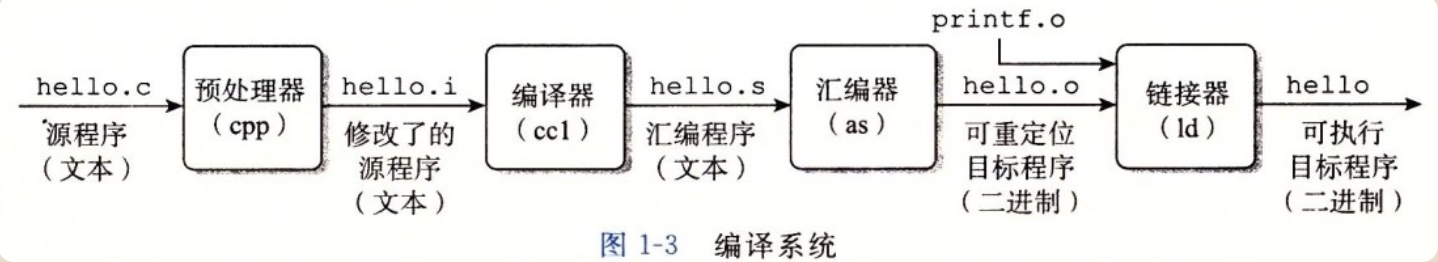 printf.o
hello.c
源程序
(文本)
预处理器
(cpp)
hello.i
修改了的
源程序
(文本)
编译器
(cc1)
hello.s
汇编程序
(文本)
汇编器
(as)
hello.o
可重定位
目标程序
(二进制)
链接器
(ld)
hello
可执行
目标程序
(二进制)
图 1-3 编译系统